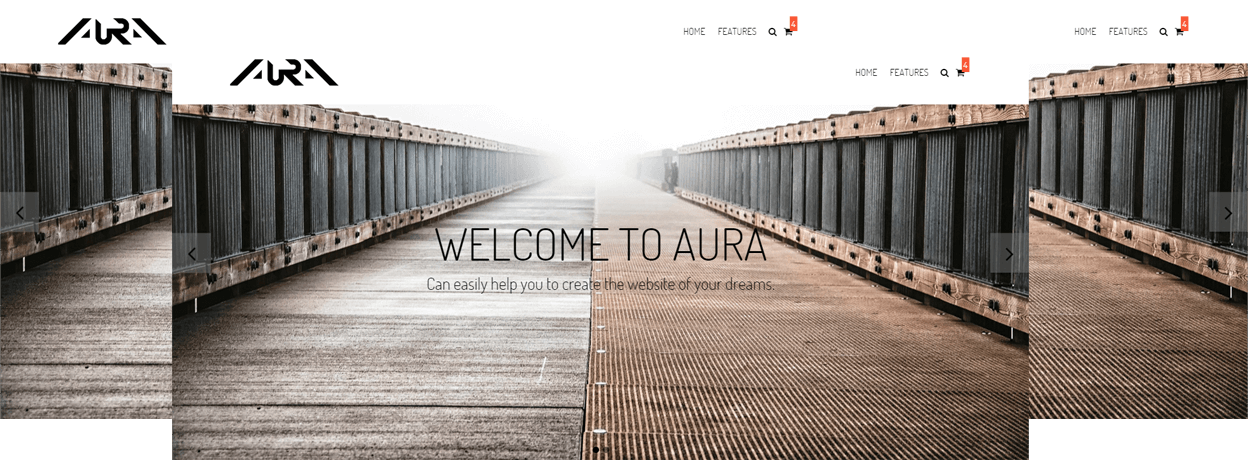 AURA
HOME FEATURES 4
HOME FEATURES 4
AURA
HOME FEATURES 4
WELCOME TO AURA
Can easily help you to create the website of your dreams.